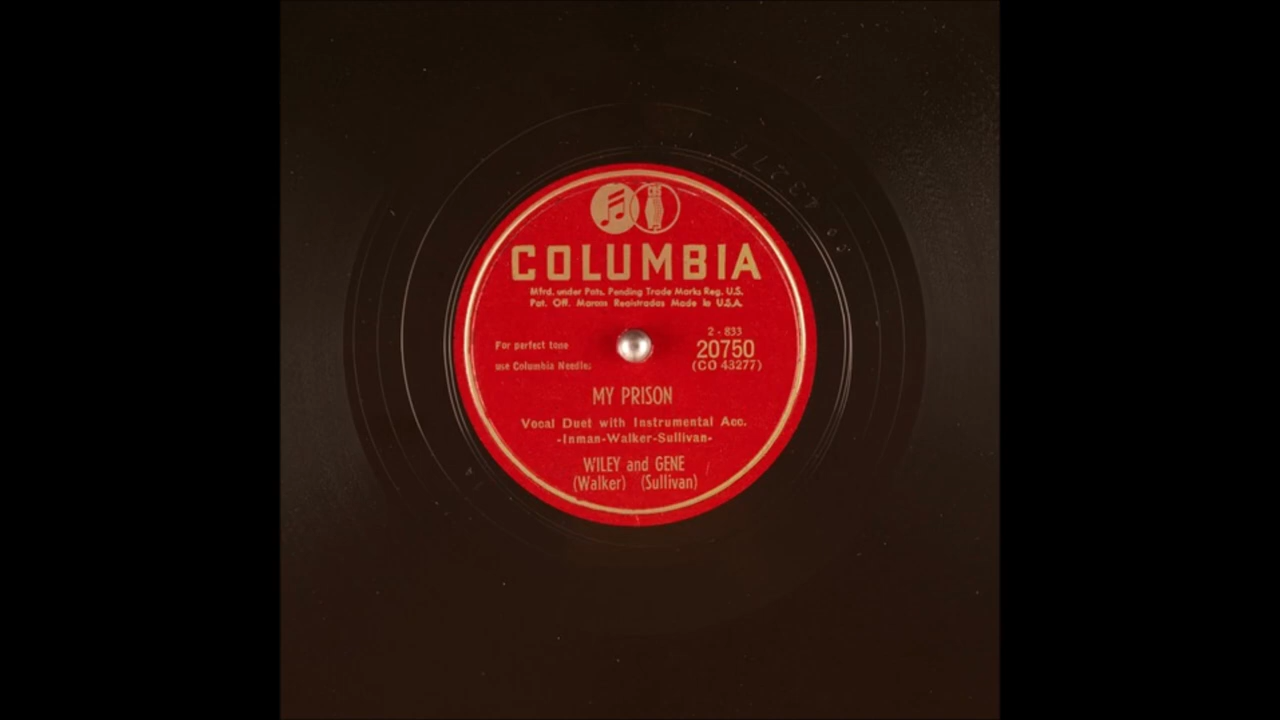 CBS
COLUMBIA
Mfrd. under Pats. Pending Trade Marks Reg. U.S.
Pat. Off. Marcas Registradas Made in U.S.A.
For perfect tone
use Columbia Needles
2 - 833
20750
(CO 43277)
MY PRISON
Vocal Duet with Instrumental Acc.
-Inman-Walker-Sullivan-
WILEY and GENE
(Walker) (Sullivan)